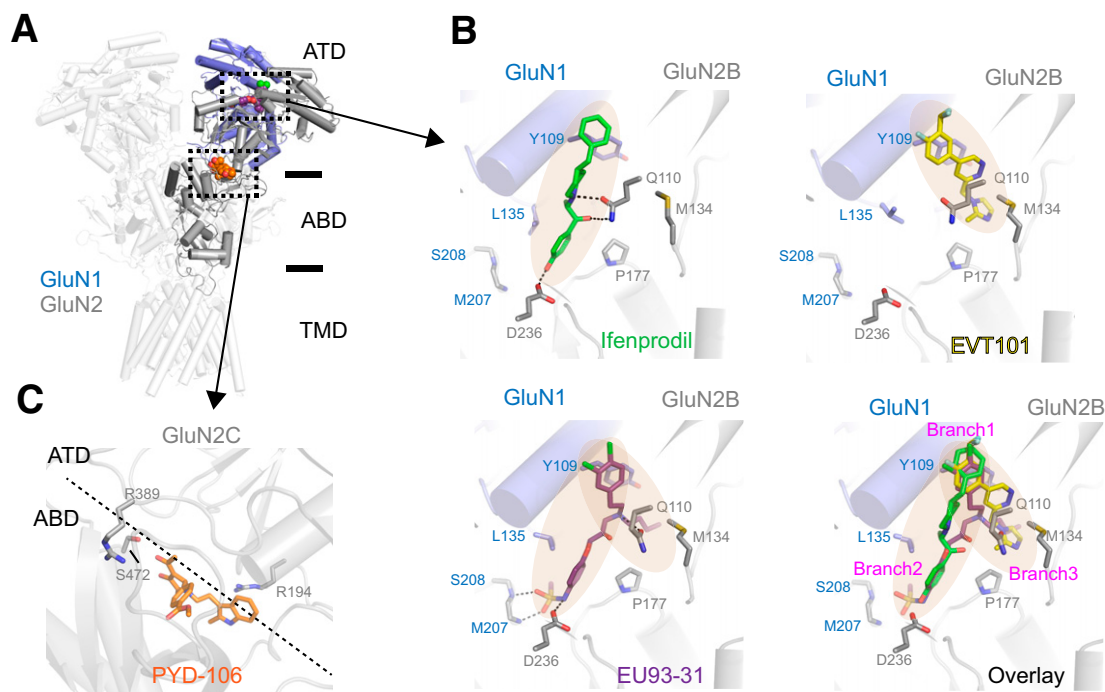 A
ATD
ABD
TMD
GluN1
GluN2
B
GluN1
GluN2B
Y109
Q110
M134
L135
S208
P177
M207
D236
Ifenprodil
GluN2B
Y109
Q110
M134
L135
S208
P177
M207
D236
EVT101
C
GluN2C
ATD
ABD
R389
S472
R194
PYD-106
GluN1
GluN2B
Y109
Q110
M134
L135
S208
P177
M207
D236
EU93-31
GluN1
GluN2B
Branch1
Y109
Q110
M134
L135
Branch2
Branch3
S208
P177
M207
D236
Overlay